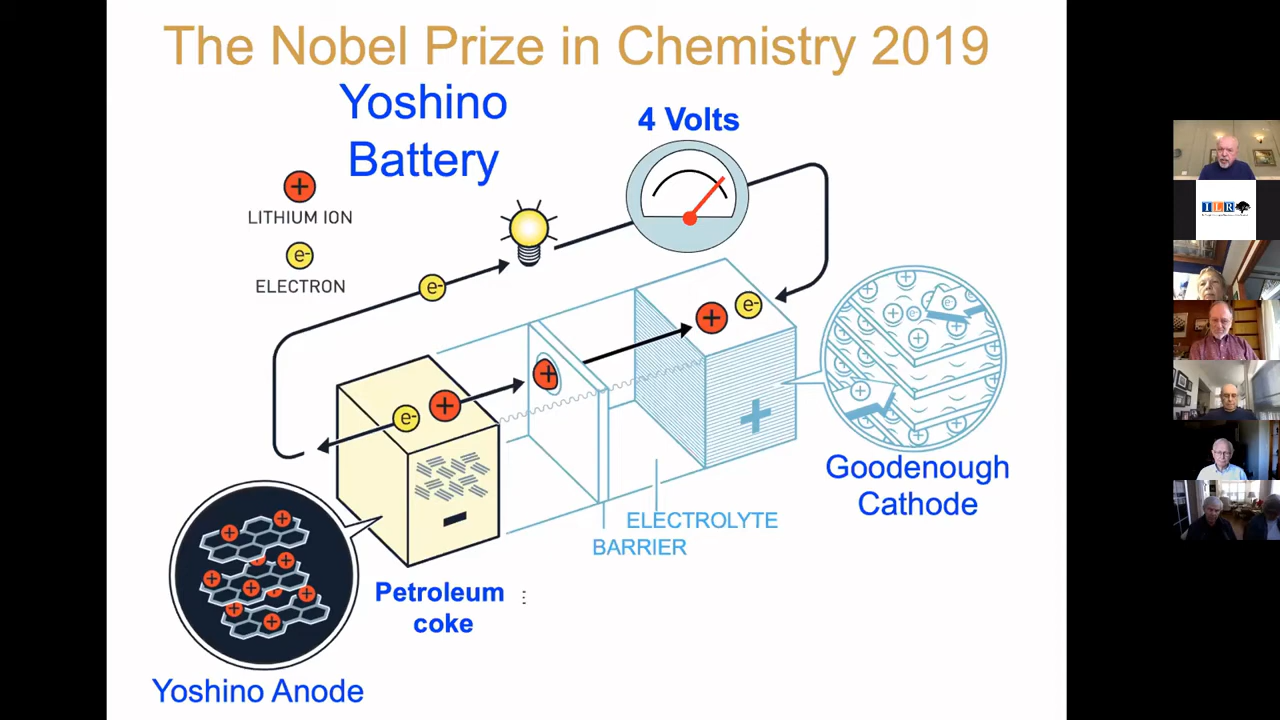 The Nobel Prize in Chemistry 2019
Yoshino
Battery
4 Volts
+
LITHIUM ION
e-
ELECTRON
e-
+
e-
+
e-
+
+
-
Goodenough
Cathode
ELECTROLYTE
BARRIER
Petroleum
coke
Yoshino Anode
ILR